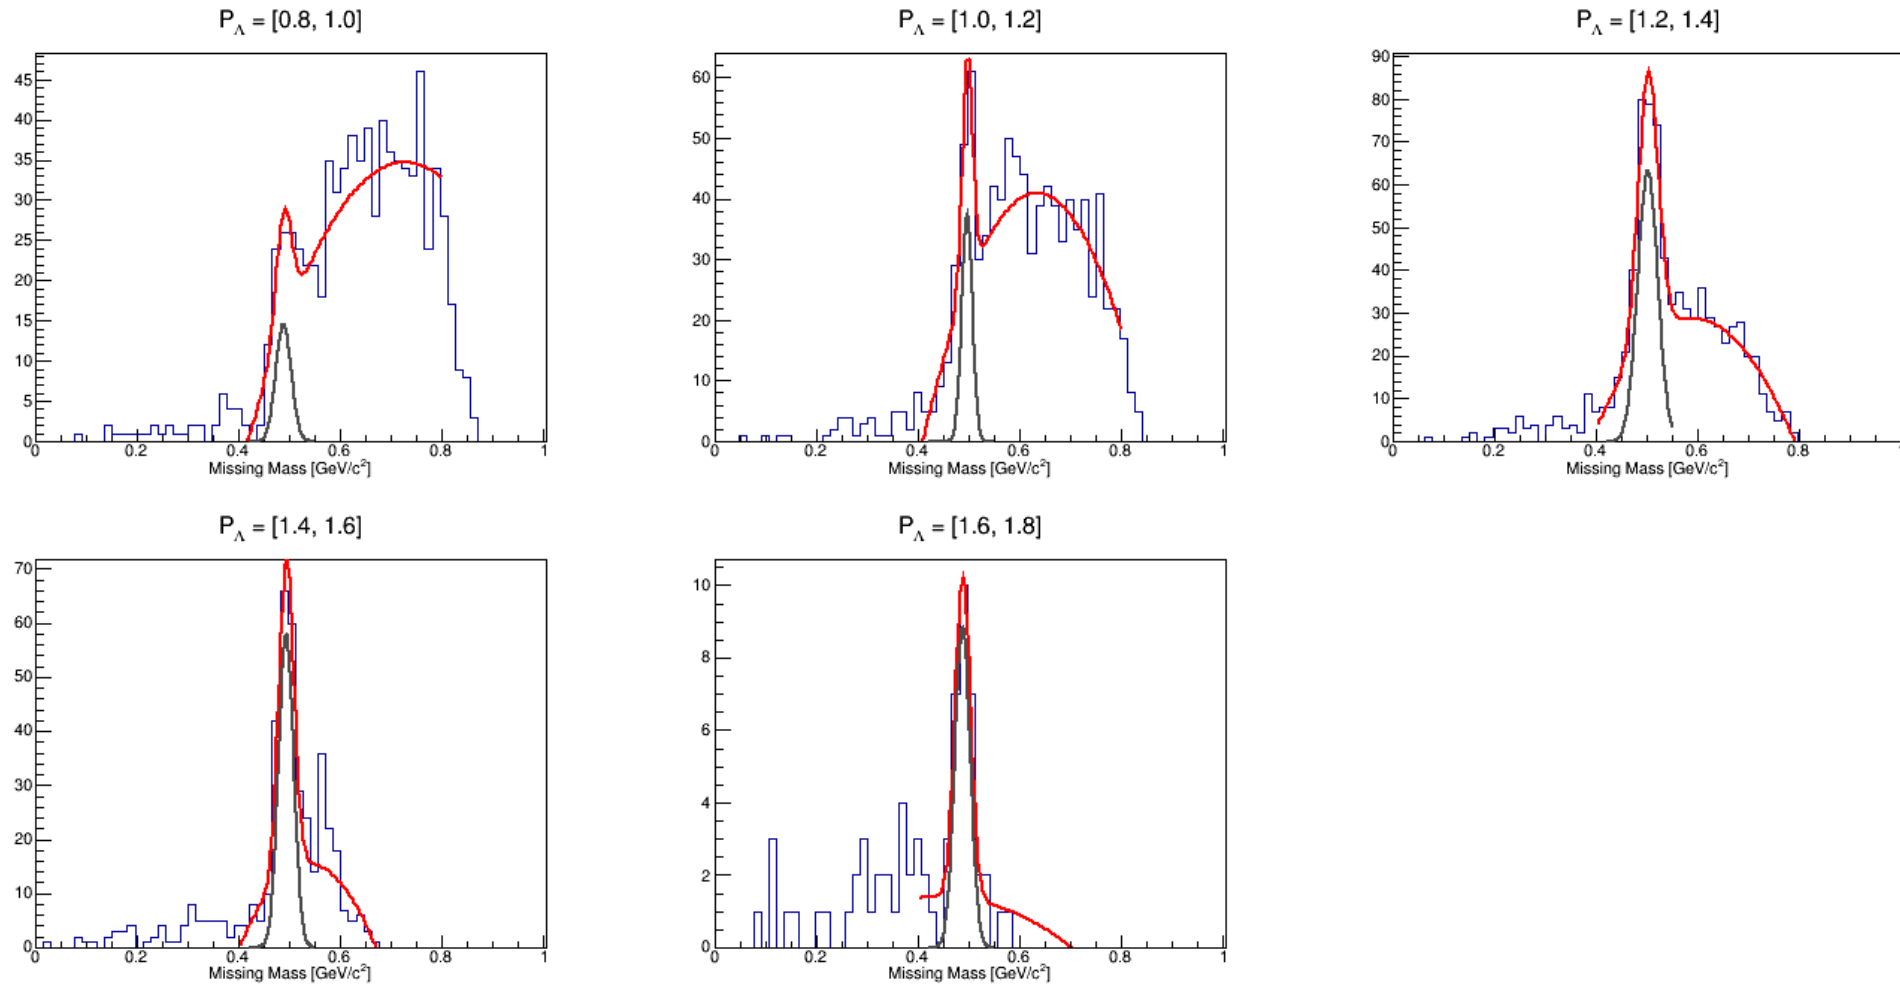 P_Λ = [0.8, 1.0]
45
40
35
30
25
20
15
10
5
0
0 0.2 0.4 0.6 0.8 1
Missing Mass [GeV/c²]
P_Λ = [1.0, 1.2]
60
50
40
30
20
10
0
0 0.2 0.4 0.6 0.8 1
Missing Mass [GeV/c²]
P_Λ = [1.2, 1.4]
90
80
70
60
50
40
30
20
10
0
0 0.2 0.4 0.6 0.8
Missing Mass [GeV/c²]
P_Λ = [1.4, 1.6]
70
60
50
40
30
20
10
0
0 0.2 0.4 0.6 0.8 1
Missing Mass [GeV/c²]
P_Λ = [1.6, 1.8]
10
8
6
4
2
0
0 0.2 0.4 0.6 0.8 1
Missing Mass [GeV/c²]